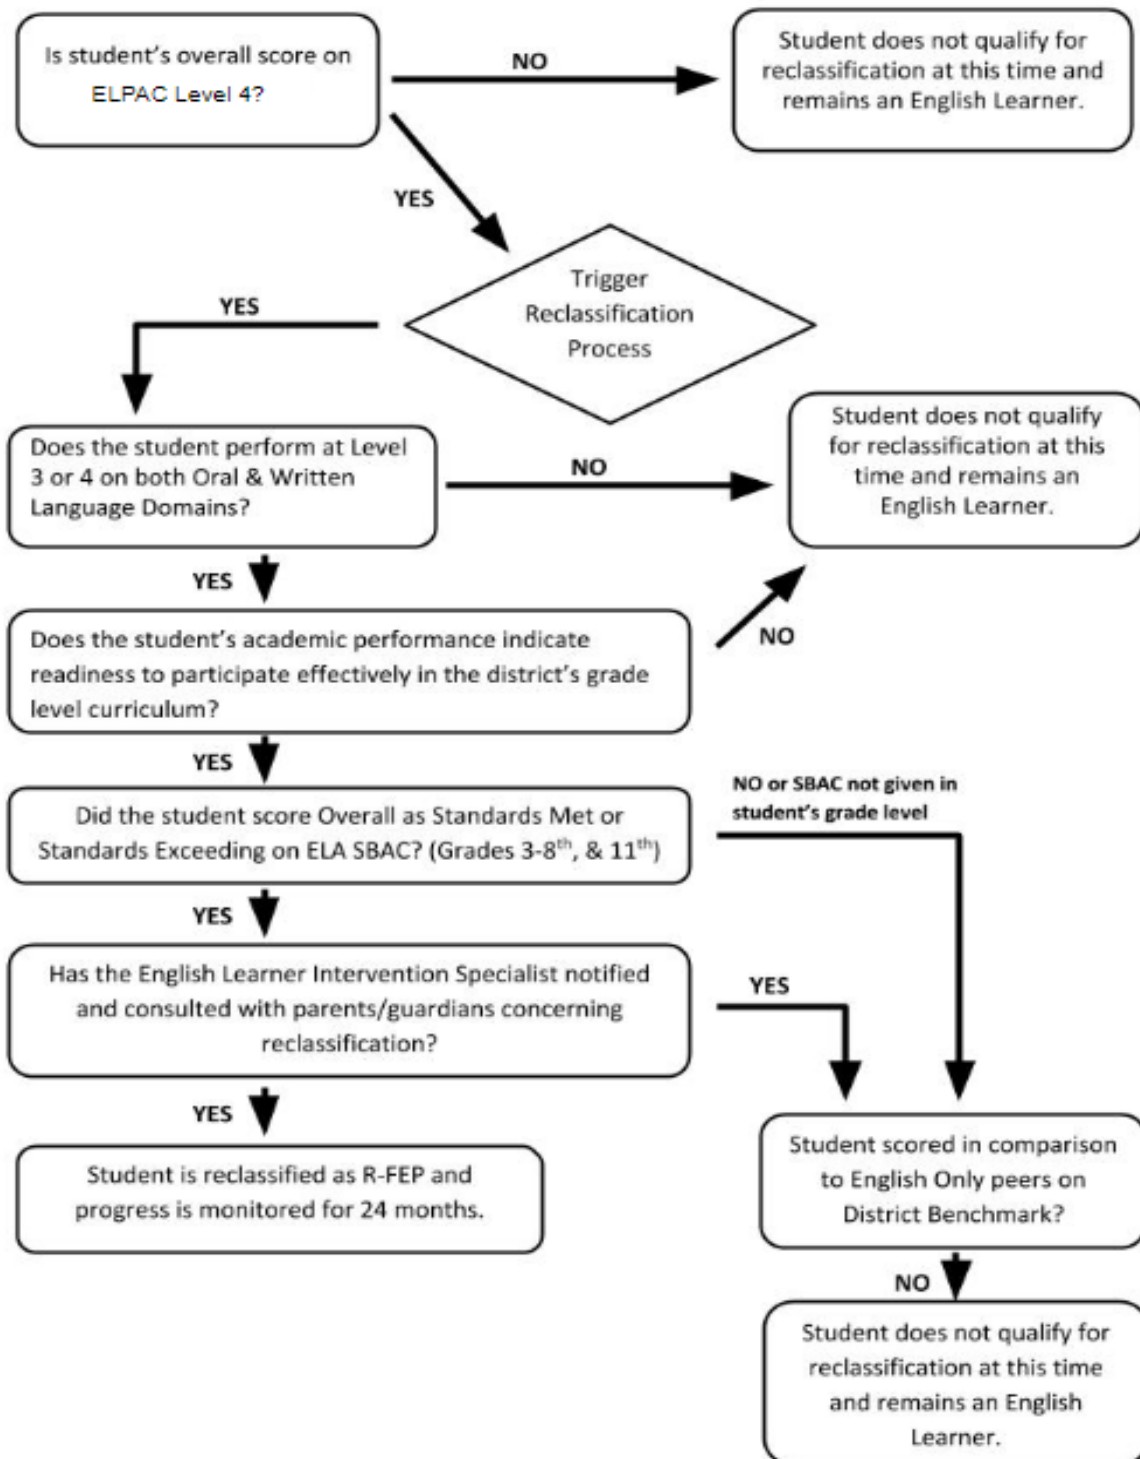 Is student's overall score on
ELPAC Level 4?
NO
Student does not qualify for
reclassification at this time and
remains an English Learner.
YES
Trigger
Reclassification
Process
YES
Does the student perform at Level
3 or 4 on both Oral & Written
Language Domains?
NO
Student does not qualify
for reclassification at this
time and remains an
English Learner.
YES
Does the student's academic performance indicate
readiness to participate effectively in the district's grade
level curriculum?
NO
YES
Did the student score Overall as Standards Met or
Standards Exceeding on ELA SBAC? (Grades 3-8th, & 11th)
NO or SBAC not given in
student's grade level
YES
Has the English Learner Intervention Specialist notified
and consulted with parents/guardians concerning
reclassification?
YES
YES
Student is reclassified as R-FEP and
progress is monitored for 24 months.
Student scored in comparison
to English Only peers on
District Benchmark?
NO
Student does not qualify for
reclassification at this time
and remains an English
Learner.